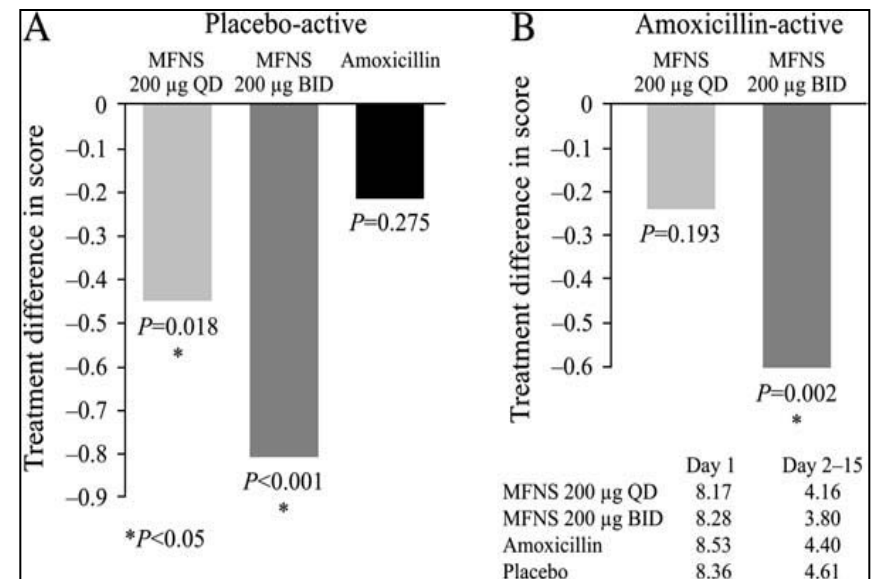 A
Placebo-active
MFNS
200 µg QD
MFNS
200 µg BID
Amoxicillin
Treatment difference in score
0
–0.1
–0.2
–0.3
–0.4
–0.5
–0.6
–0.7
–0.8
–0.9
P=0.018
*
P<0.001
*
P=0.275
*P<0.05
B
Amoxicillin-active
MFNS
200 µg QD
MFNS
200 µg BID
Treatment difference in score
0
–0.1
–0.2
–0.3
–0.4
–0.5
–0.6
P=0.193
P=0.002
*
Day 1 Day 2–15
MFNS 200 µg QD 8.17 4.16
MFNS 200 µg BID 8.28 3.80
Amoxicillin 8.53 4.40
Placebo 8.36 4.61